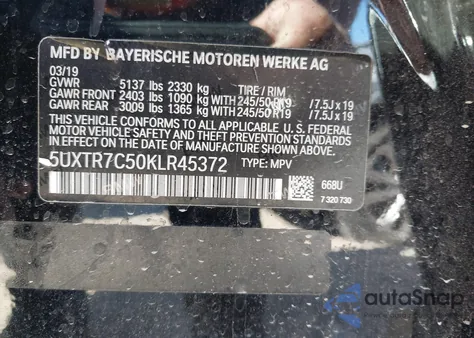 MFD BY BAYERISCHE MOTOREN WERKE AG
03/19
GVWR 5137 lbs 2330 kg TIRE / RIM
GAWR FRONT 2403 lbs 1090 kg WITH 245/50 R19 /7.5J x 19
GAWR REAR 3009 lbs 1365 kg WITH 245/50 R19 /7.5J x 19
THIS VEHICLE CONFORMS TO ALL APPLICABLE
U.S. FEDERAL MOTOR VEHICLE SAFETY STANDARDS IN EFFECT ON THE
DATE OF MANUFACTURE SHOWN ABOVE.
5UXTR7C50KLR45372 TYPE: MPV
668U
7 320 730
autoSnap